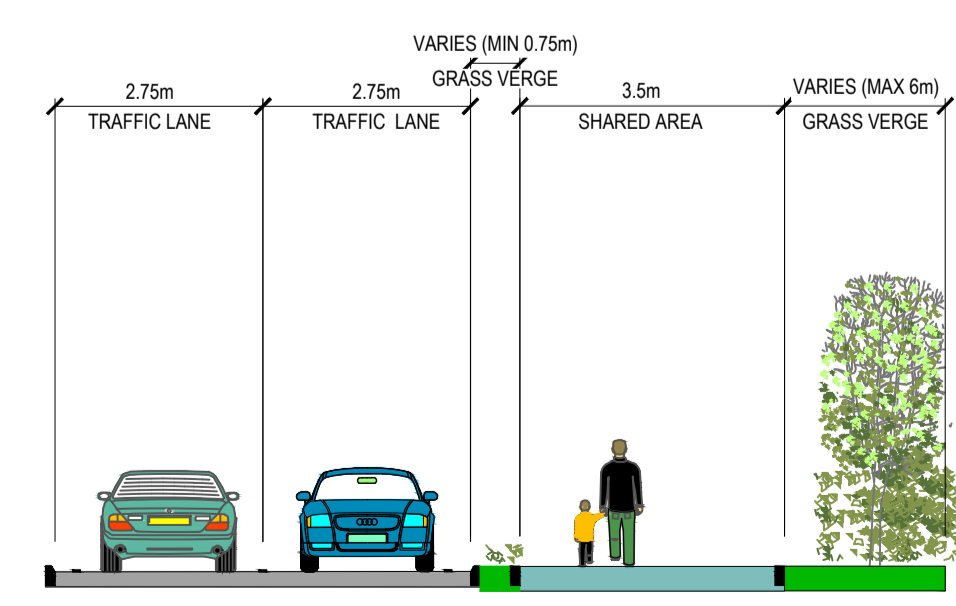 VARIES (MIN 0.75m)
GRASS VERGE
2.75m
TRAFFIC LANE
2.75m
TRAFFIC LANE
3.5m
SHARED AREA
VARIES (MAX 6m)
GRASS VERGE